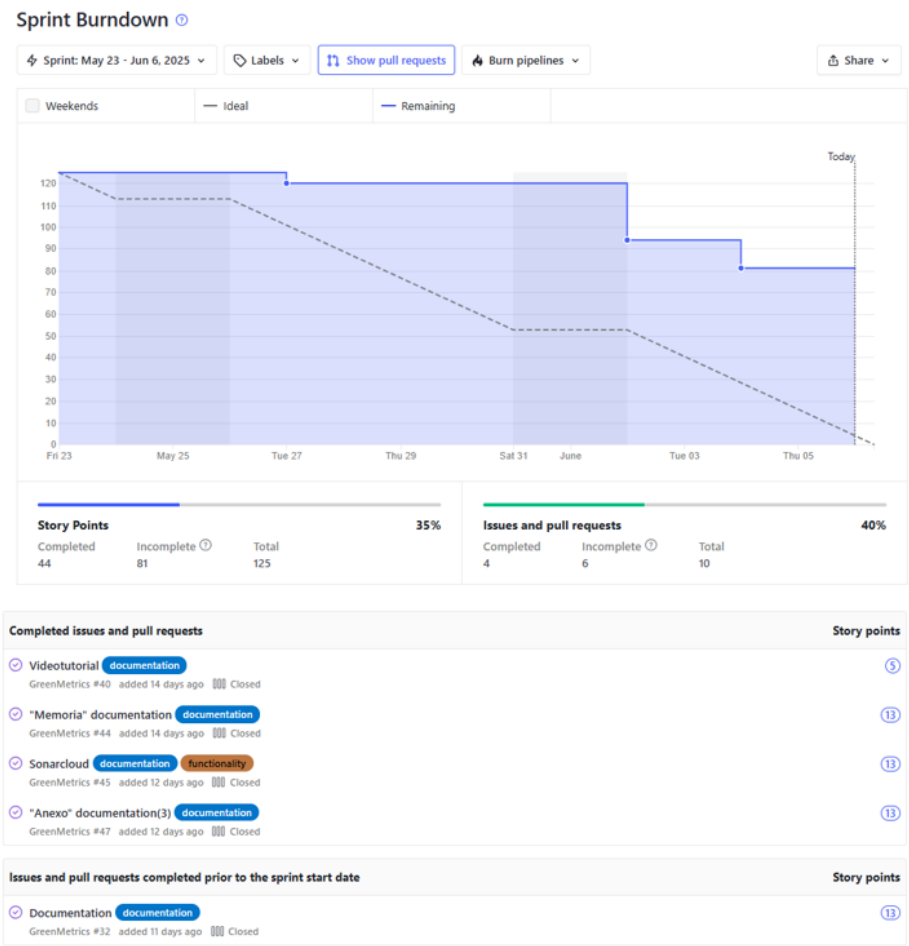 Sprint Burndown
Sprint: May 23 - Jun 6, 2025 Labels Show pull requests Burn pipelines Share
Weekends Ideal Remaining
Today
120
110
100
90
80
70
60
50
40
30
20
10
0
Fri 23 May 25 Tue 27 Thu 29 Sat 31 June Tue 03 Thu 05
Story Points 35% Issues and pull requests 40%
Completed Incomplete ? Total Completed Incomplete ? Total
44 81 125 4 6 10
Completed issues and pull requests Story points
Videotutorial documentation 5
GreenMetrics #40 added 14 days ago Closed
"Memoria" documentation documentation 13
GreenMetrics #44 added 14 days ago Closed
Sonarcloud documentation functionality 13
GreenMetrics #45 added 12 days ago Closed
"Anexo" documentation(3) documentation 13
GreenMetrics #47 added 12 days ago Closed
Issues and pull requests completed prior to the sprint start date Story points
Documentation documentation 13
GreenMetrics #32 added 11 days ago Closed